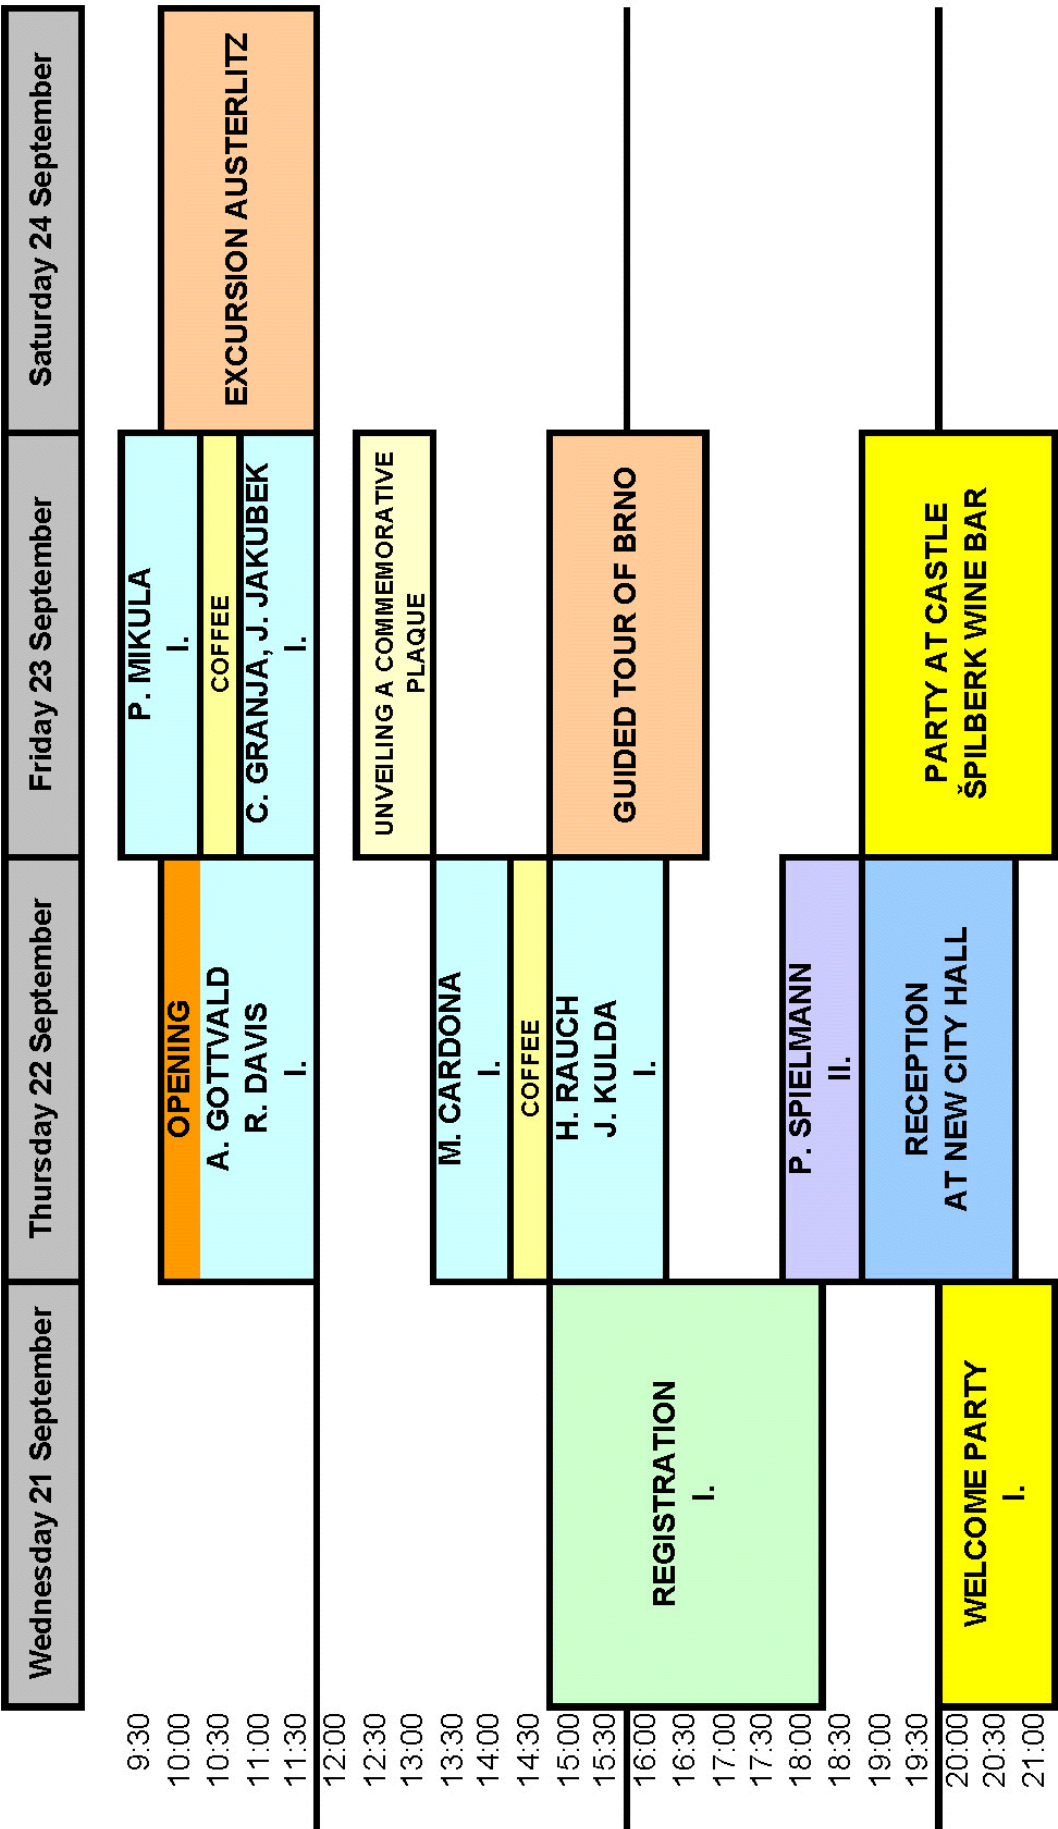 Wednesday 21 September
Thursday 22 September
Friday 23 September
Saturday 24 September
9:30
10:00
10:30
11:00
11:30
12:00
12:30
13:00
13:30
14:00
14:30
15:00
15:30
16:00
16:30
17:00
17:30
18:00
18:30
19:00
19:30
20:00
20:30
21:00
REGISTRATION
I.
WELCOME PARTY
I.
OPENING
A. GOTTVALD
R. DAVIS
I.
M. CARDONA
I.
COFFEE
H. RAUCH
J. KULDA
I.
P. SPIELMANN
II.
RECEPTION
AT NEW CITY HALL
P. MIKULA
I.
COFFEE
C. GRANJA, J. JAKUBEK
I.
UNVEILING A COMMEMORATIVE
PLAQUE
GUIDED TOUR OF BRNO
PARTY AT CASTLE
ŠPILBERK WINE BAR
EXCURSION AUSTERLITZ